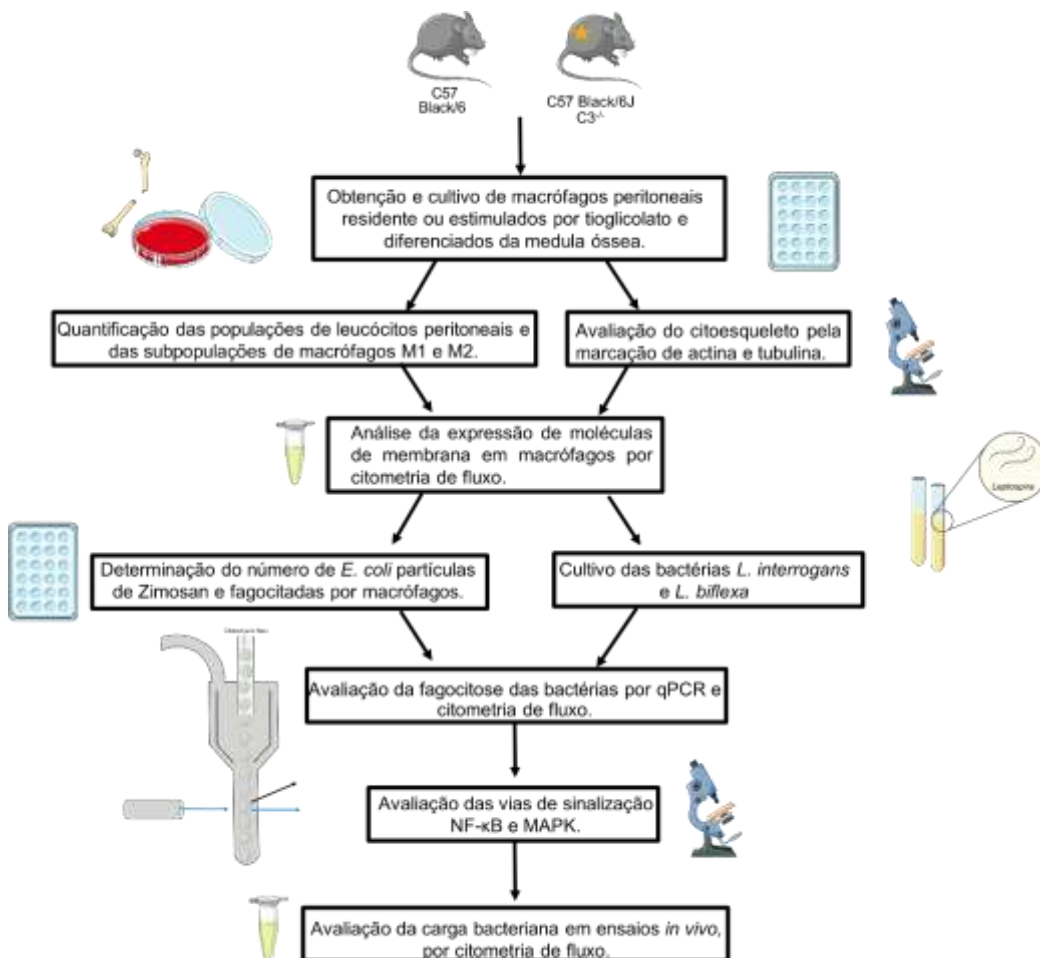 C57
Black/6
C57 Black/6J
C3-/-
Obtenção e cultivo de macrófagos peritoneais
residente ou estimulados por tioglicolato e
diferenciados da medula óssea.
Quantificação das populações de leucócitos peritoneais e
das subpopulações de macrófagos M1 e M2.
Avaliação do citoesqueleto pela
marcação de actina e tubulina.
Análise da expressão de moléculas
de membrana em macrófagos por
citometria de fluxo.
Leptospira
Determinação do número de E. coli partículas
de Zimosan e fagocitadas por macrófagos.
Cultivo das bactérias L. interrogans
e L. biflexa
Avaliação da fagocitose das bactérias por qPCR e
citometria de fluxo.
Avaliação das vias de sinalização
NF-κB e MAPK.
Avaliação da carga bacteriana em ensaios in vivo,
por citometria de fluxo.